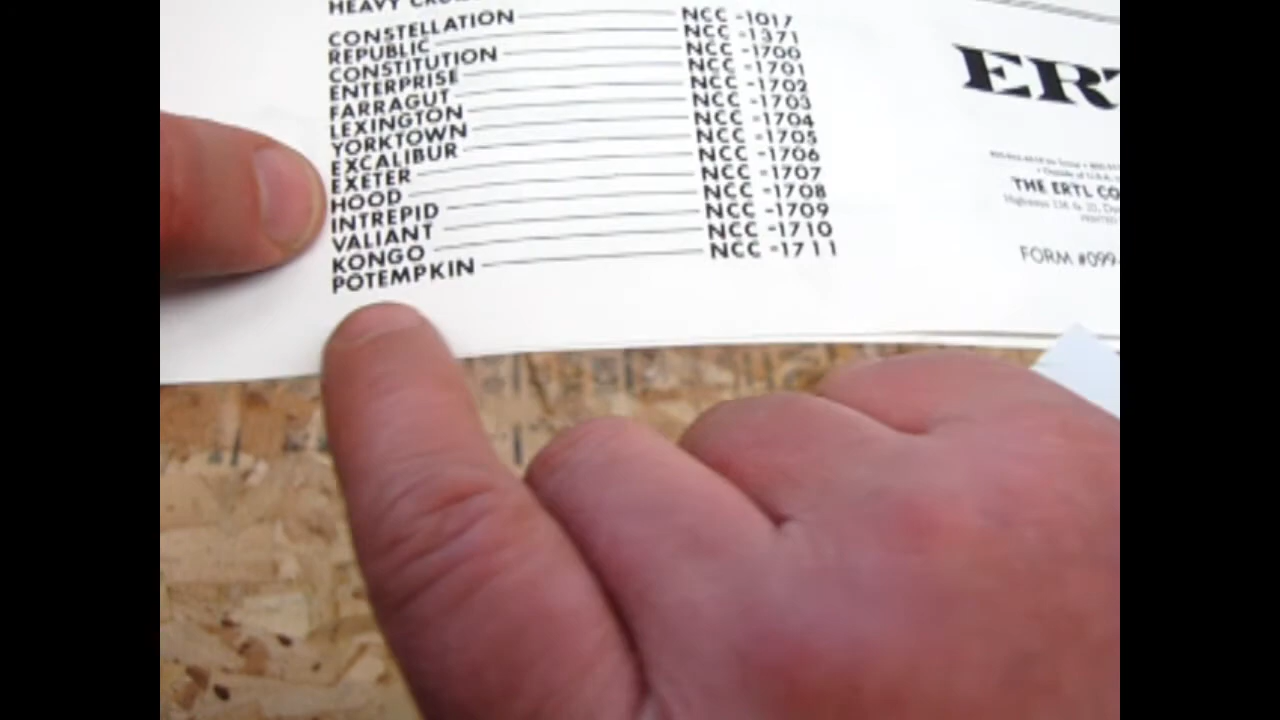 HEAVY
CONSTELLATION NCC -1017
REPUBLIC NCC -1371
CONSTITUTION NCC -1700
ENTERPRISE NCC -1701
FARRAGUT NCC -1702
LEXINGTON NCC -1703
YORKTOWN NCC -1704
EXCALIBUR NCC -1705
EXETER NCC -1706
HOOD NCC -1707
INTREPID NCC -1708
VALIANT NCC -1709
KONGO NCC -1710
POTEMPKIN NCC -1711
ERT
THE ERTL CO
FORM #099-